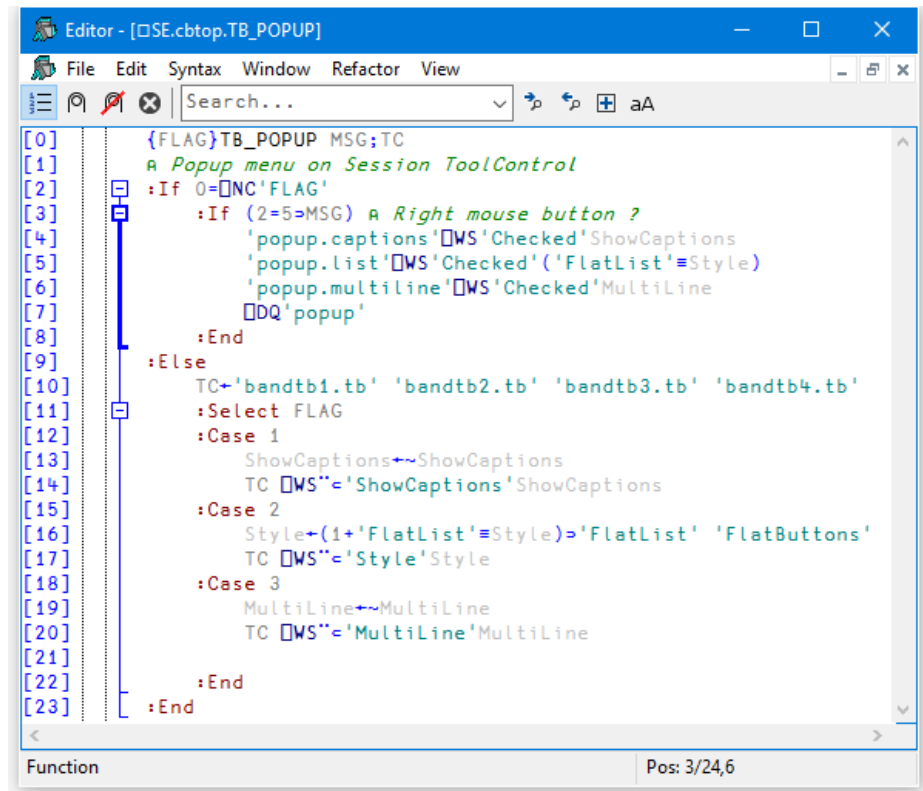 Editor - [⎕SE.cbtop.TB_POPUP]
File Edit Syntax Window Refactor View
Search... aA
[0] {FLAG}TB_POPUP MSG;TC
[1] ⍝ Popup menu on Session ToolControl
[2] :If 0=⎕NC'FLAG'
[3] :If (2=5⊃MSG) ⍝ Right mouse button ?
[4] 'popup.captions'⎕WS'Checked'ShowCaptions
[5] 'popup.list'⎕WS'Checked'('FlatList'≡Style)
[6] 'popup.multiline'⎕WS'Checked'MultiLine
[7] ⎕DQ'popup'
[8] :End
[9] :Else
[10] TC←'bandtb1.tb' 'bandtb2.tb' 'bandtb3.tb' 'bandtb4.tb'
[11] :Select FLAG
[12] :Case 1
[13] ShowCaptions←~ShowCaptions
[14] TC ⎕WS¨⊂'ShowCaptions'ShowCaptions
[15] :Case 2
[16] Style←(1+'FlatList'≡Style)⊃'FlatList' 'FlatButtons'
[17] TC ⎕WS¨⊂'Style'Style
[18] :Case 3
[19] MultiLine←~MultiLine
[20] TC ⎕WS¨⊂'MultiLine'MultiLine
[21]
[22] :End
[23] :End
Function Pos: 3/24,6